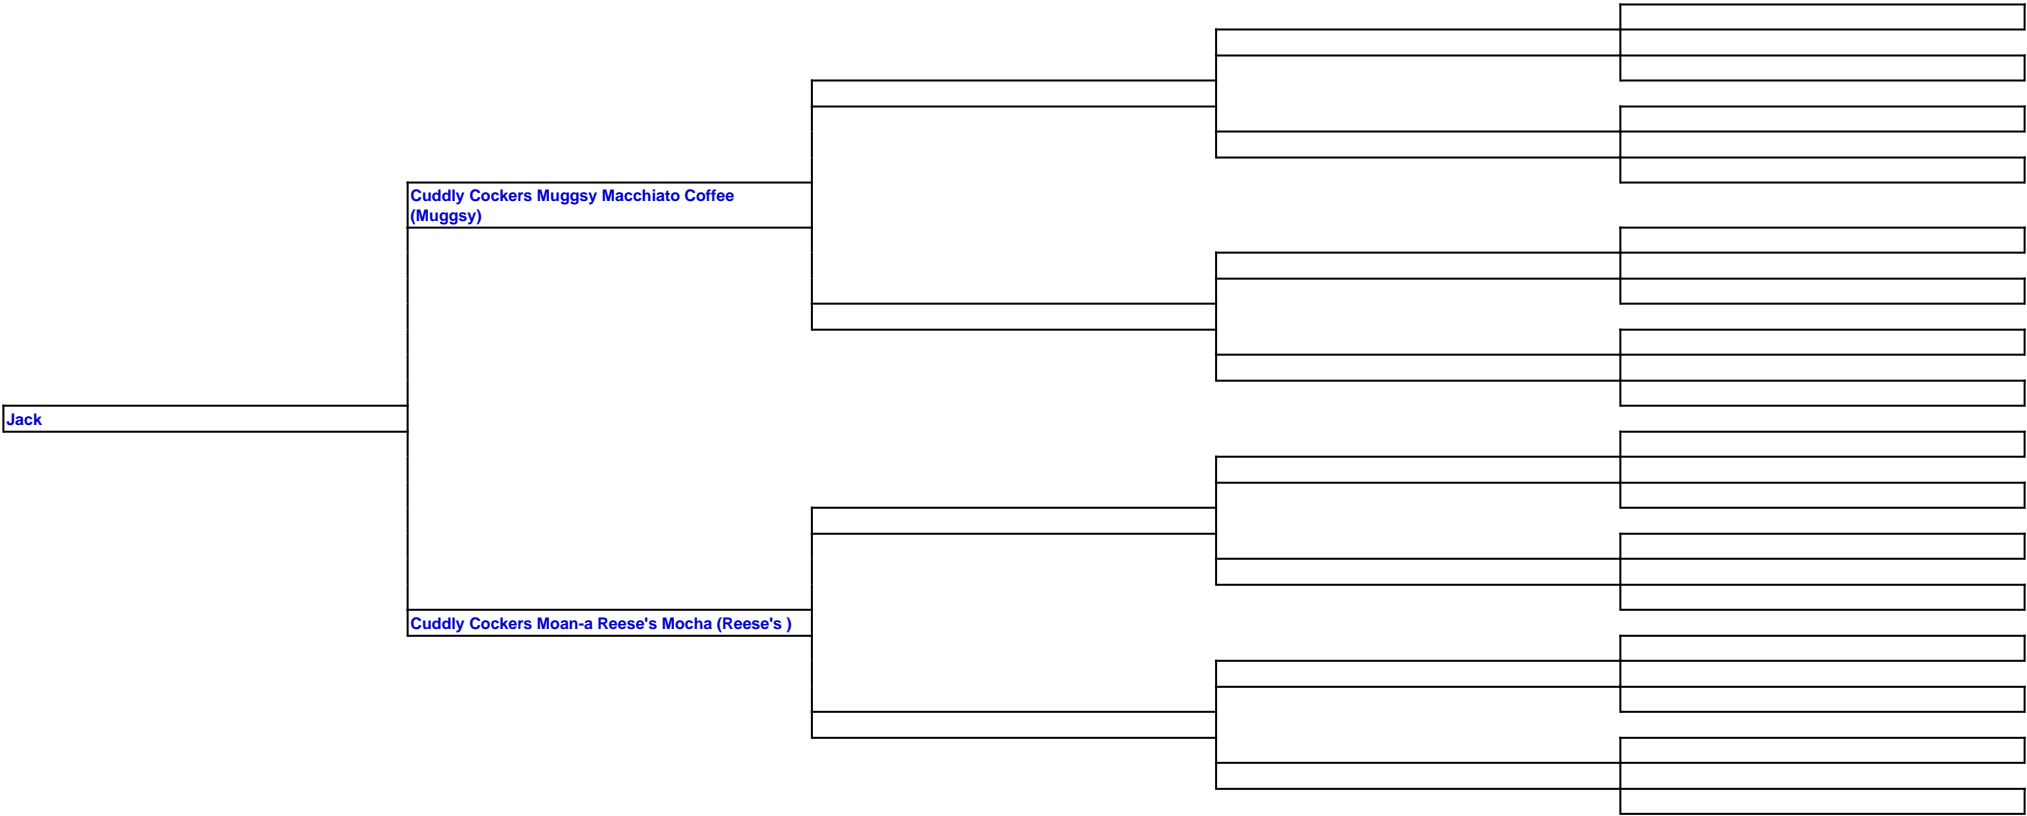 Cuddly Cockers Muggsy Macchiato Coffee
(Muggsy)
Jack
Cuddly Cockers Moan-a Reese's Mocha (Reese's )